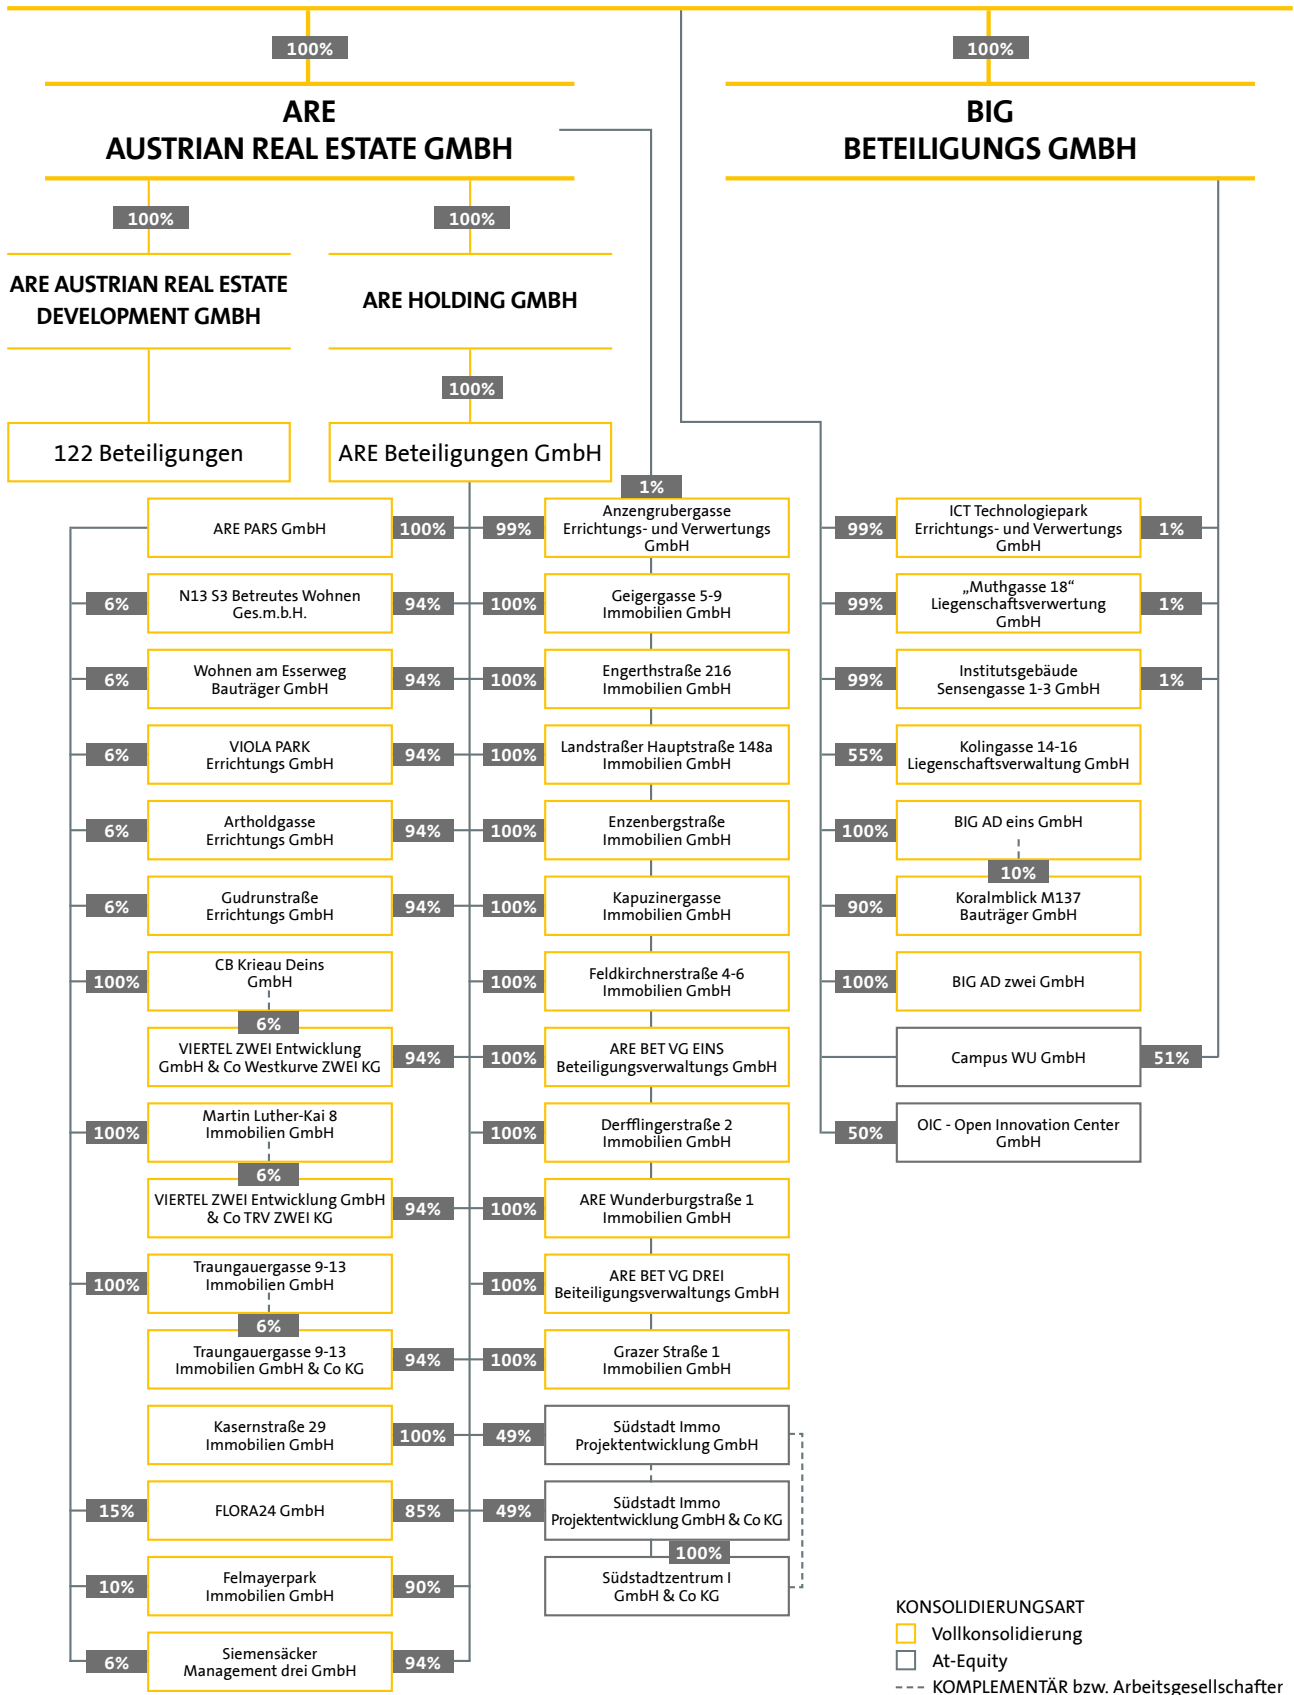 100%
100%
ARE
AUSTRIAN REAL ESTATE GMBH
BIG
BETEILIGUNGS GMBH
100%
100%
ARE AUSTRIAN REAL ESTATE
DEVELOPMENT GMBH
ARE HOLDING GMBH
100%
122 Beteiligungen
ARE Beteiligungen GmbH
ARE PARS GmbH
100%
6%
N13 S3 Betreutes Wohnen
Ges.m.b.H.
94%
6%
Wohnen am Esserweg
Bauträger GmbH
94%
6%
VIOLA PARK
Errichtungs GmbH
94%
6%
Artholdgasse
Errichtungs GmbH
94%
6%
Gudrunstraße
Errichtungs GmbH
94%
100%
CB Krieau Deins
GmbH
6%
VIERTEL ZWEI Entwicklung
GmbH & Co Westkurve ZWEI KG
94%
100%
Martin Luther-Kai 8
Immobilien GmbH
6%
VIERTEL ZWEI Entwicklung GmbH
& Co TRV ZWEI KG
94%
100%
Traungauergasse 9-13
Immobilien GmbH
6%
Traungauergasse 9-13
Immobilien GmbH & Co KG
94%
Kasernstraße 29
Immobilien GmbH
100%
15%
FLORA24 GmbH
85%
10%
Felmayerpark
Immobilien GmbH
90%
6%
Siemensäcker
Management drei GmbH
94%
1%
99%
Anzengrubergasse
Errichtungs- und Verwertungs
GmbH
100%
Geigergasse 5-9
Immobilien GmbH
100%
Engerthstraße 216
Immobilien GmbH
100%
Landstraßer Hauptstraße 148a
Immobilien GmbH
100%
Enzenbergstraße
Immobilien GmbH
100%
Kapuzinergasse
Immobilien GmbH
100%
Feldkirchnerstraße 4-6
Immobilien GmbH
100%
ARE BET VG EINS
Beteiligungsverwaltungs GmbH
100%
Derfflingerstraße 2
Immobilien GmbH
100%
ARE Wunderburgstraße 1
Immobilien GmbH
100%
ARE BET VG DREI
Beiteiligungsverwaltungs GmbH
100%
Grazer Straße 1
Immobilien GmbH
49%
Südstadt Immo
Projektentwicklung GmbH
49%
Südstadt Immo
Projektentwicklung GmbH & Co KG
100%
Südstadtzentrum I
GmbH & Co KG
99%
ICT Technologiepark
Errichtungs- und Verwertungs
GmbH
1%
99%
„Muthgasse 18“
Liegenschaftsverwertung
GmbH
1%
99%
Institutsgebäude
Sensengasse 1-3 GmbH
1%
55%
Kolingasse 14-16
Liegenschaftsverwaltung GmbH
100%
BIG AD eins GmbH
10%
90%
Koralmblick M137
Bauträger GmbH
100%
BIG AD zwei GmbH
Campus WU GmbH
51%
50%
OIC - Open Innovation Center
GmbH
KONSOLIDIERUNGSART
Vollkonsolidierung
At-Equity
KOMPLEMENTÄR bzw. Arbeitsgesellschafter